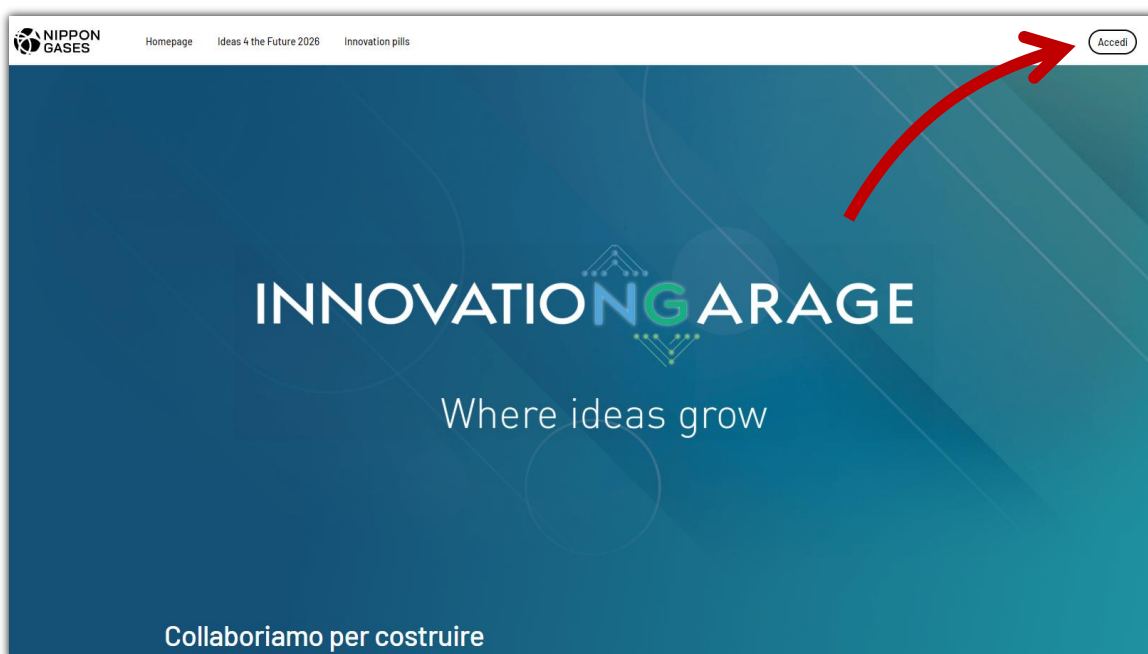 NIPPON
GASES
Homepage Ideas 4 the Future 2026 Innovation pills Accedi
INNOVATIONGARAGE
Where ideas grow
Collaboriamo per costruire